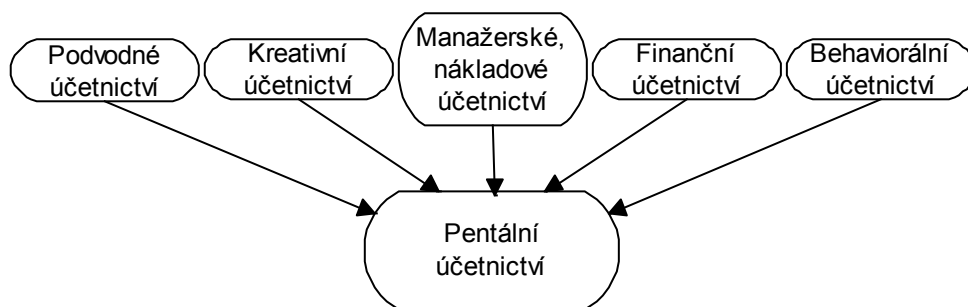 Podvodné
účetnictví
Kreativní
účetnictví
Manažerské,
nákladové
účetnictví
Finanční
účetnictví
Behaviorální
účetnictví
Pentální
účetnictví